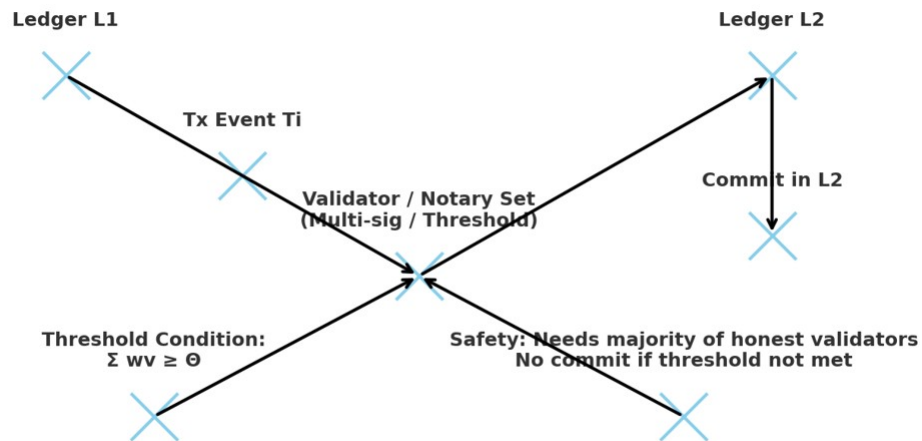 Ledger L1
Ledger L2
Tx Event Ti
Commit in L2
Validator / Notary Set
(Multi-sig / Threshold)
Threshold Condition:
Σ wv ≥ Θ
Safety: Needs majority of honest validators
No commit if threshold not met